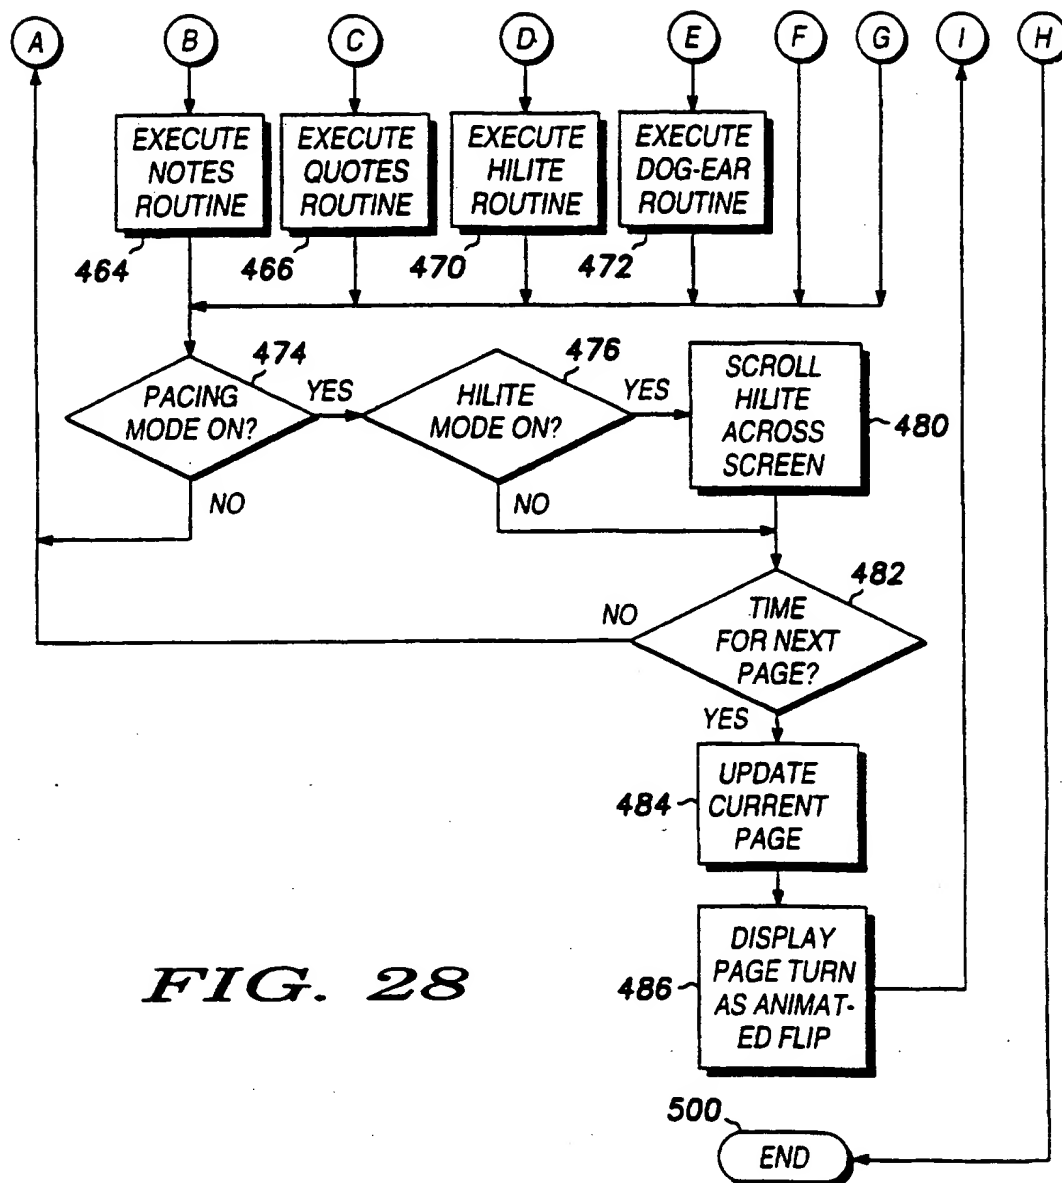 A B C D E F G I H
EXECUTE
NOTES
ROUTINE
464
EXECUTE
QUOTES
ROUTINE
466
EXECUTE
HILITE
ROUTINE
470
EXECUTE
DOG-EAR
ROUTINE
472
474
PACING
MODE ON?
YES
NO
476
HILITE
MODE ON?
YES
NO
SCROLL
HILITE
ACROSS
SCREEN
480
482
TIME
FOR NEXT
PAGE?
NO
YES
484
UPDATE
CURRENT
PAGE
486
DISPLAY
PAGE TURN
AS ANIMAT-
ED FLIP
FIG. 28
500
END